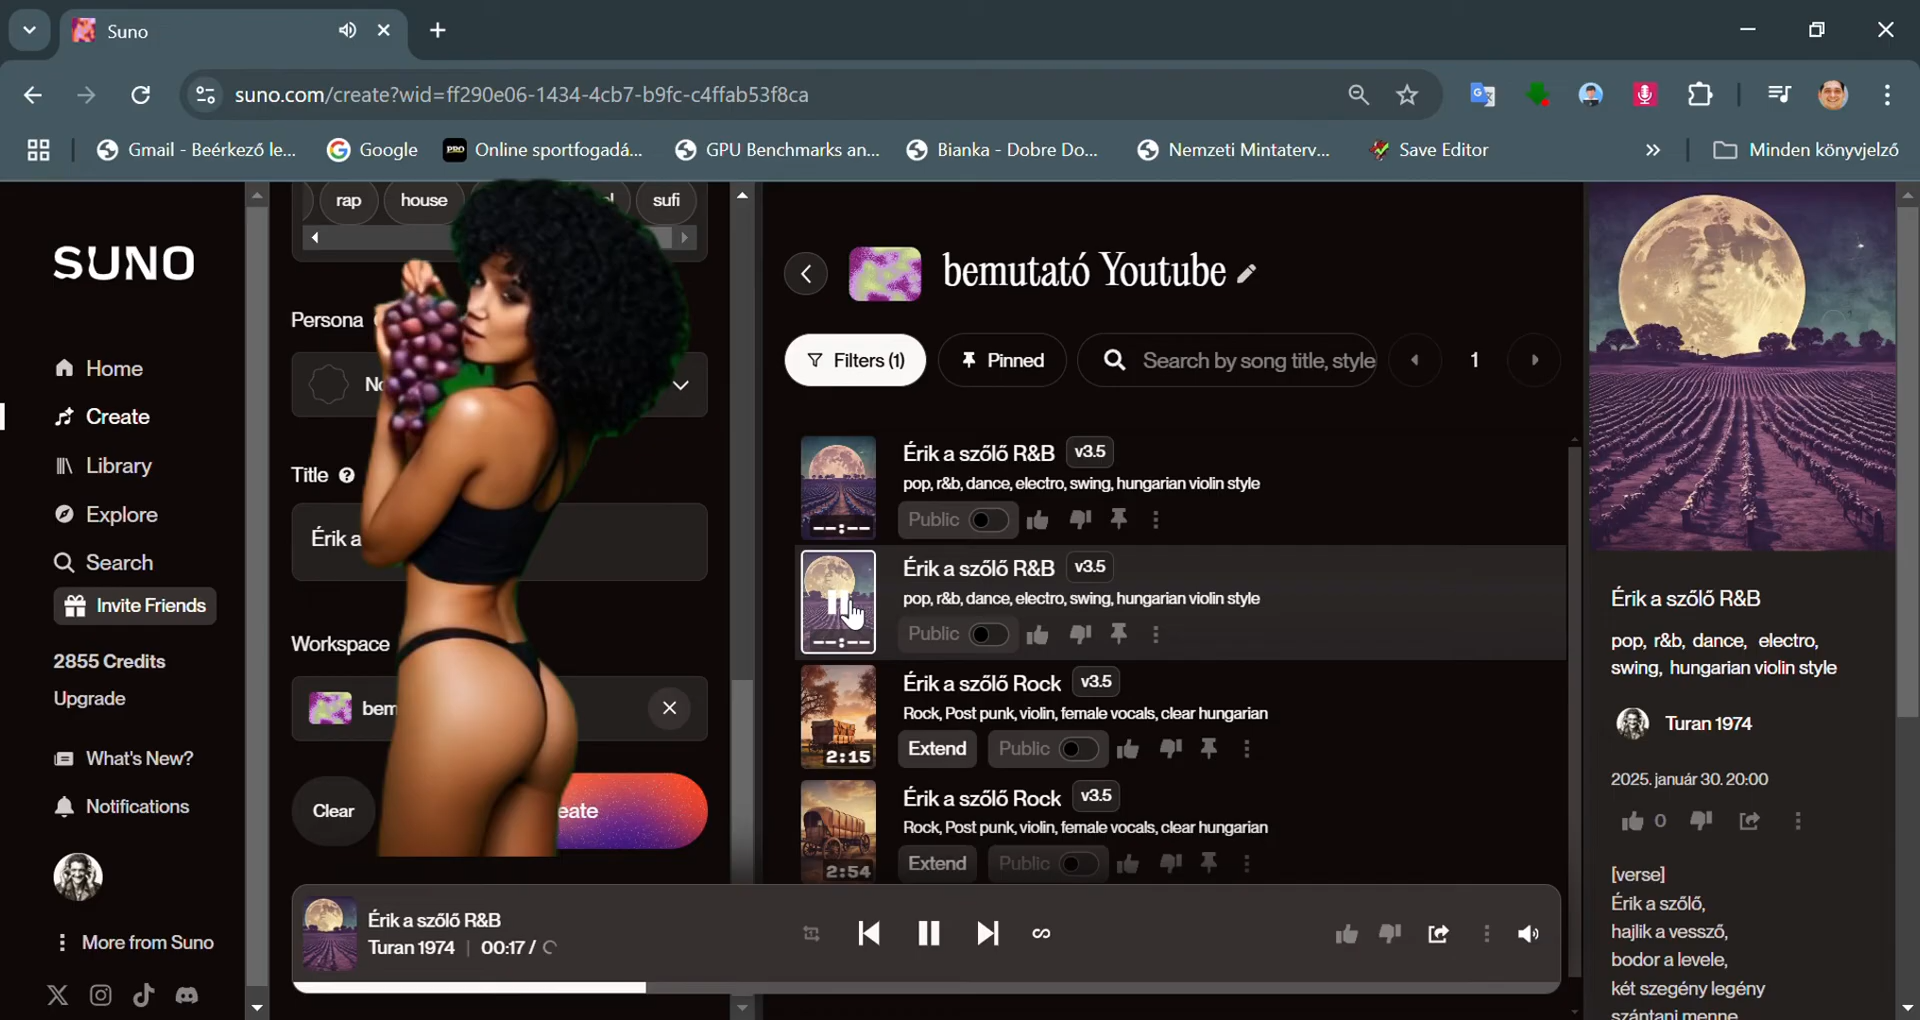 Suno
suno.com/create?wid=ff290e06-1434-4cb7-b9fc-c4ffab53f8ca
Gmail - Beérkező le...
Google
PRO
Online sportfogadá...
GPU Benchmarks an...
Bianka - Dobre Do...
Nemzeti Mintaterv...
Save Editor
»
Minden könyvjelző
SUNO
Home
Create
Library
Explore
Search
Invite Friends
2855 Credits
Upgrade
What's New?
Notifications
More from Suno
rap
house
sufi
Persona
Title
Érik a
Workspace
bem
Clear
eate
bemutató Youtube
Filters (1)
Pinned
Search by song title, style
1
Érik a szőlő R&B v3.5
pop, r&b, dance, electro, swing, hungarian violin style
--:--
Public
Érik a szőlő R&B v3.5
pop, r&b, dance, electro, swing, hungarian violin style
--:--
Public
Érik a szőlő Rock v3.5
Rock, Post punk, violin, female vocals, clear hungarian
2:15
Extend Public
Érik a szőlő Rock v3.5
Rock, Post punk, violin, female vocals, clear hungarian
2:54
Extend Public
Érik a szőlő R&B
Turan 1974 | 00:17 /
Érik a szőlő R&B
pop, r&b, dance, electro,
swing, hungarian violin style
Turan 1974
2025. január 30. 20:00
0
[verse]
Érik a szőlő,
hajlik a vessző,
bodor a levele,
két szegény legény
szántani menne